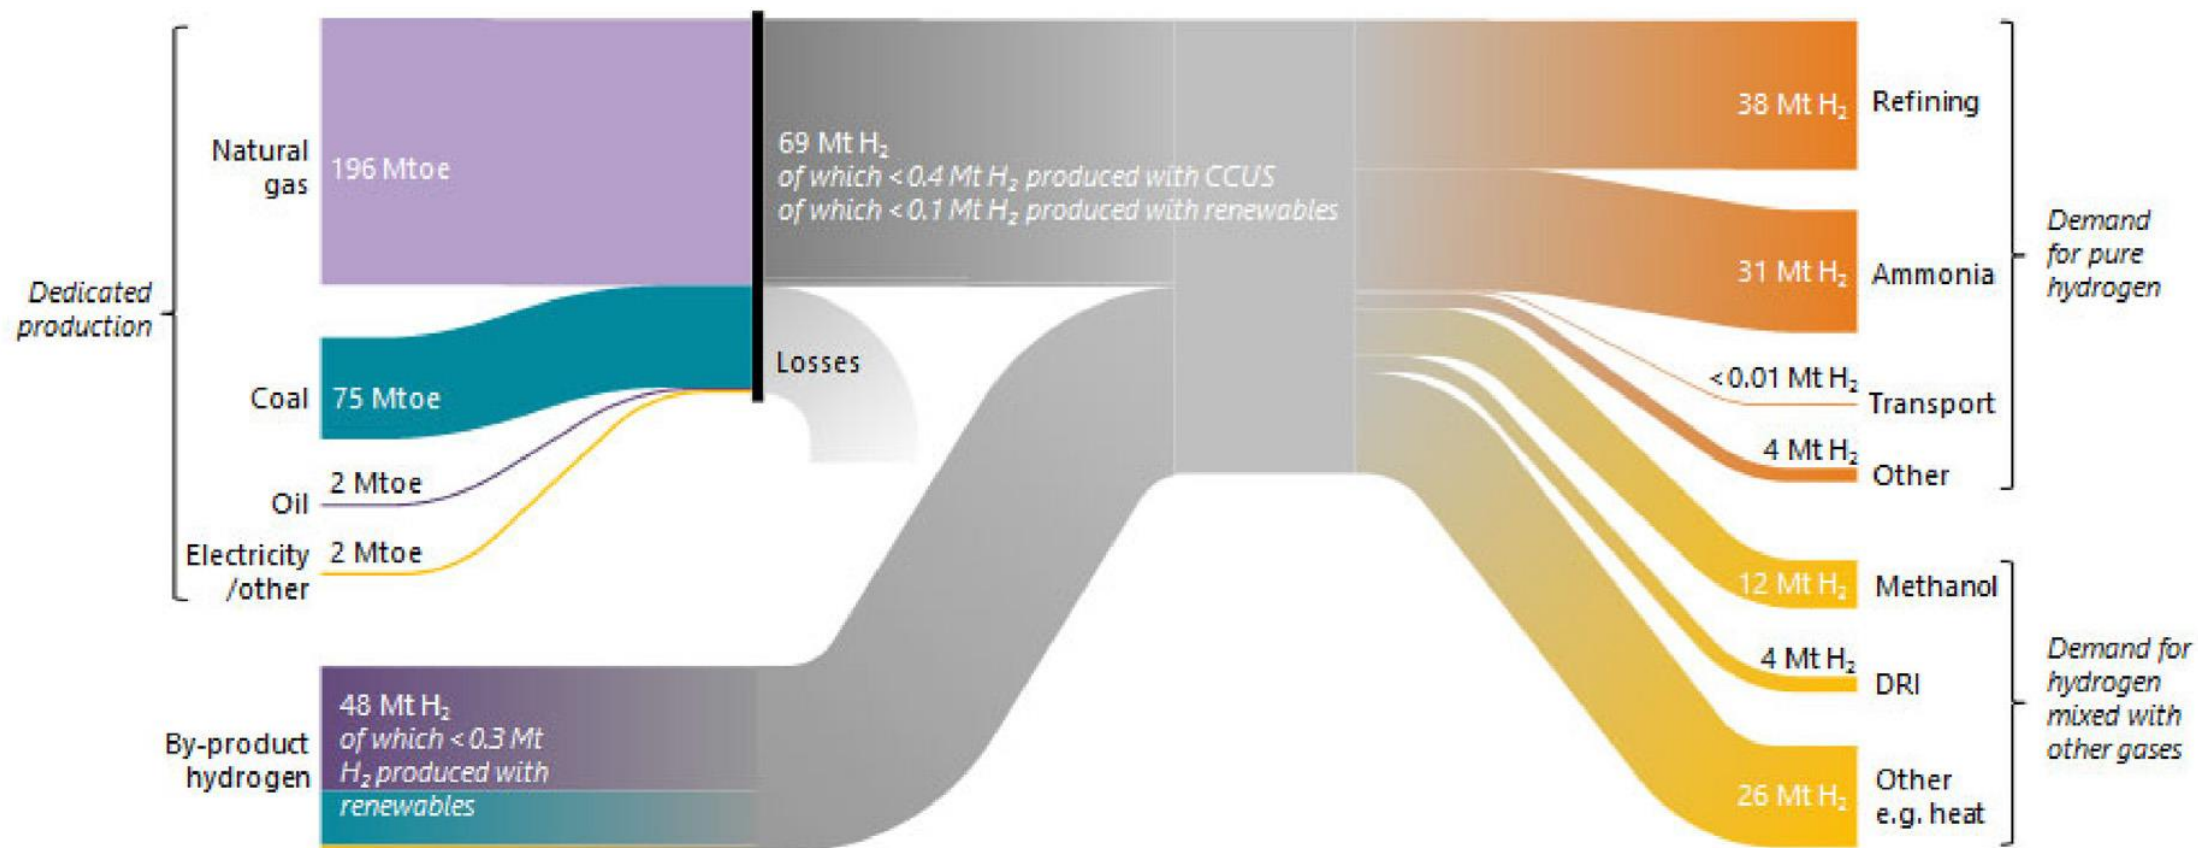 Dedicated
production
Natural
gas
196 Mtoe
Coal
75 Mtoe
Oil
2 Mtoe
Electricity
/other
2 Mtoe
By-product
hydrogen
48 Mt H₂
of which < 0.3 Mt
H₂ produced with
renewables
69 Mt H₂
of which < 0.4 Mt H₂ produced with CCUS
of which < 0.1 Mt H₂ produced with renewables
Losses
38 Mt H₂
Refining
31 Mt H₂
Ammonia
<0.01 Mt H₂
Transport
4 Mt H₂
Other
Demand
for pure
hydrogen
12 Mt H₂
Methanol
4 Mt H₂
DRI
26 Mt H₂
Other
e.g. heat
Demand for
hydrogen
mixed with
other gases